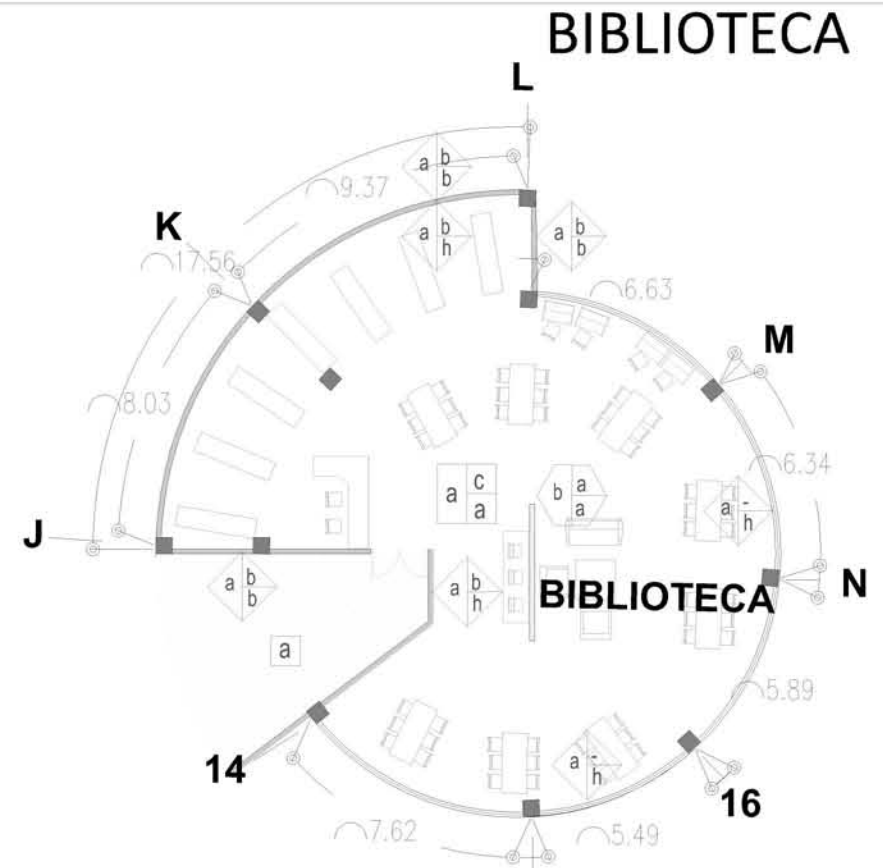 BIBLIOTECA
L
a b b
9.37
K
a b h
a b b
17.56
6.63
M
8.03
6.34
a c a
b a a
a - h
J
a b b
a b h
BIBLIOTECA
N
a
5.89
14
a - h
16
7.62
5.49